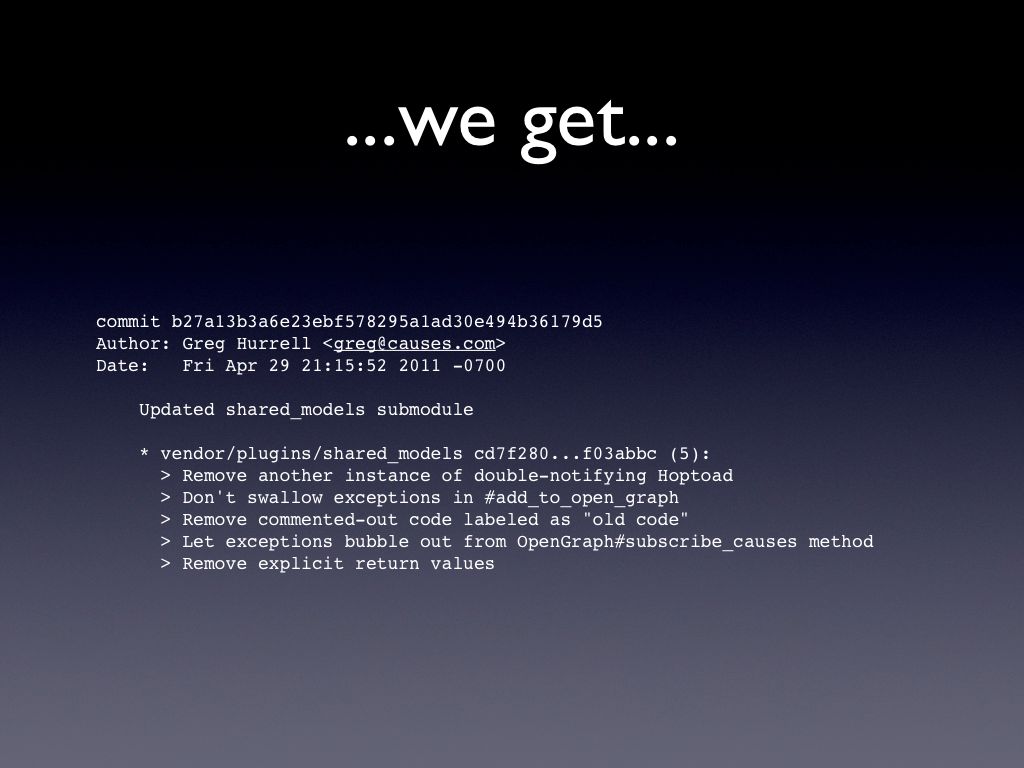 ...we get...
commit b27a13b3a6e23ebf578295a1ad30e494b36179d5
Author: Greg Hurrell <greg@causes.com>
Date:   Fri Apr 29 21:15:52 2011 -0700
Updated shared_models submodule
* vendor/plugins/shared_models cd7f280...f03abbc (5):
> Remove another instance of double-notifying Hoptoad
> Don't swallow exceptions in #add_to_open_graph
> Remove commented-out code labeled as "old code"
> Let exceptions bubble out from OpenGraph#subscribe_causes method
> Remove explicit return values